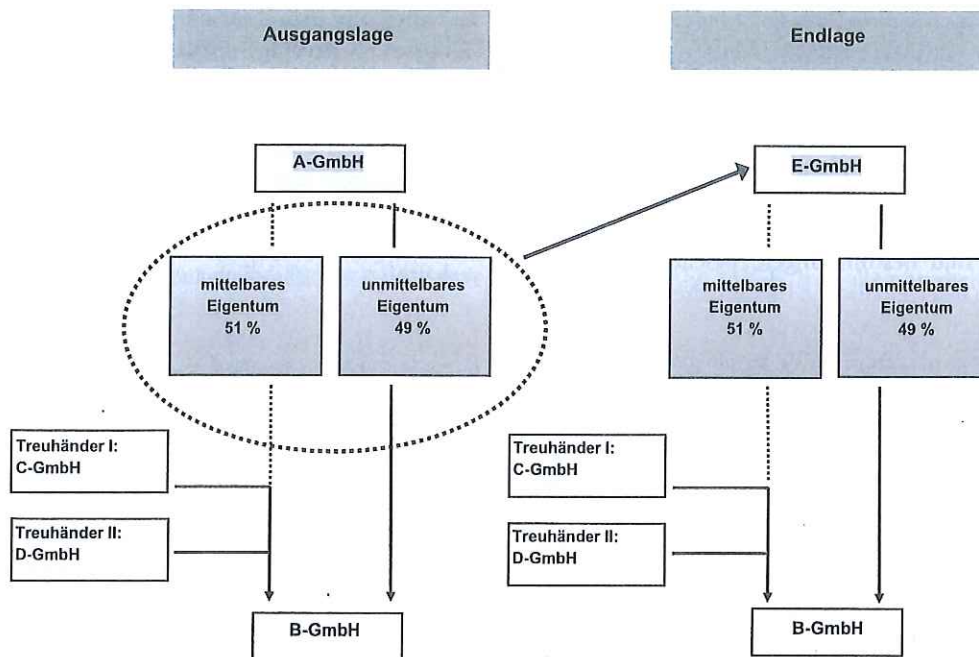 Ausgangslage
Endlage
A-GmbH
E-GmbH
mittelbares
Eigentum
51 %
unmittelbares
Eigentum
49 %
mittelbares
Eigentum
51 %
unmittelbares
Eigentum
49 %
Treuhänder I:
C-GmbH
Treuhänder II:
D-GmbH
Treuhänder I:
C-GmbH
Treuhänder II:
D-GmbH
B-GmbH
B-GmbH